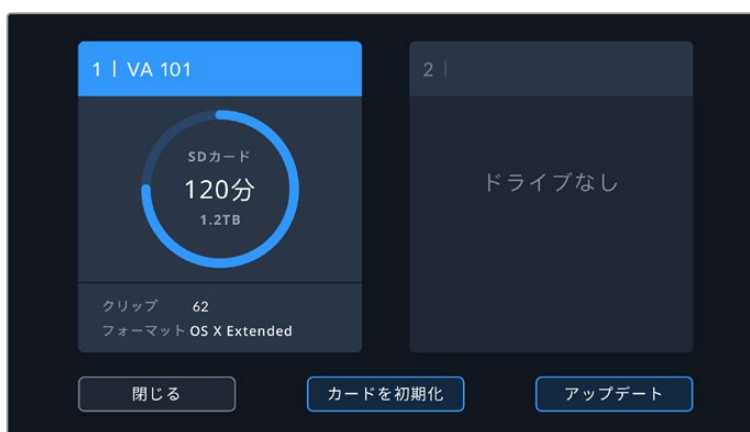 1 | VA 101
SDカード
120分
1.2TB
クリップ 62
フォーマット OS X Extended
2 |
ドライブなし
閉じる
カードを初期化
アップデート